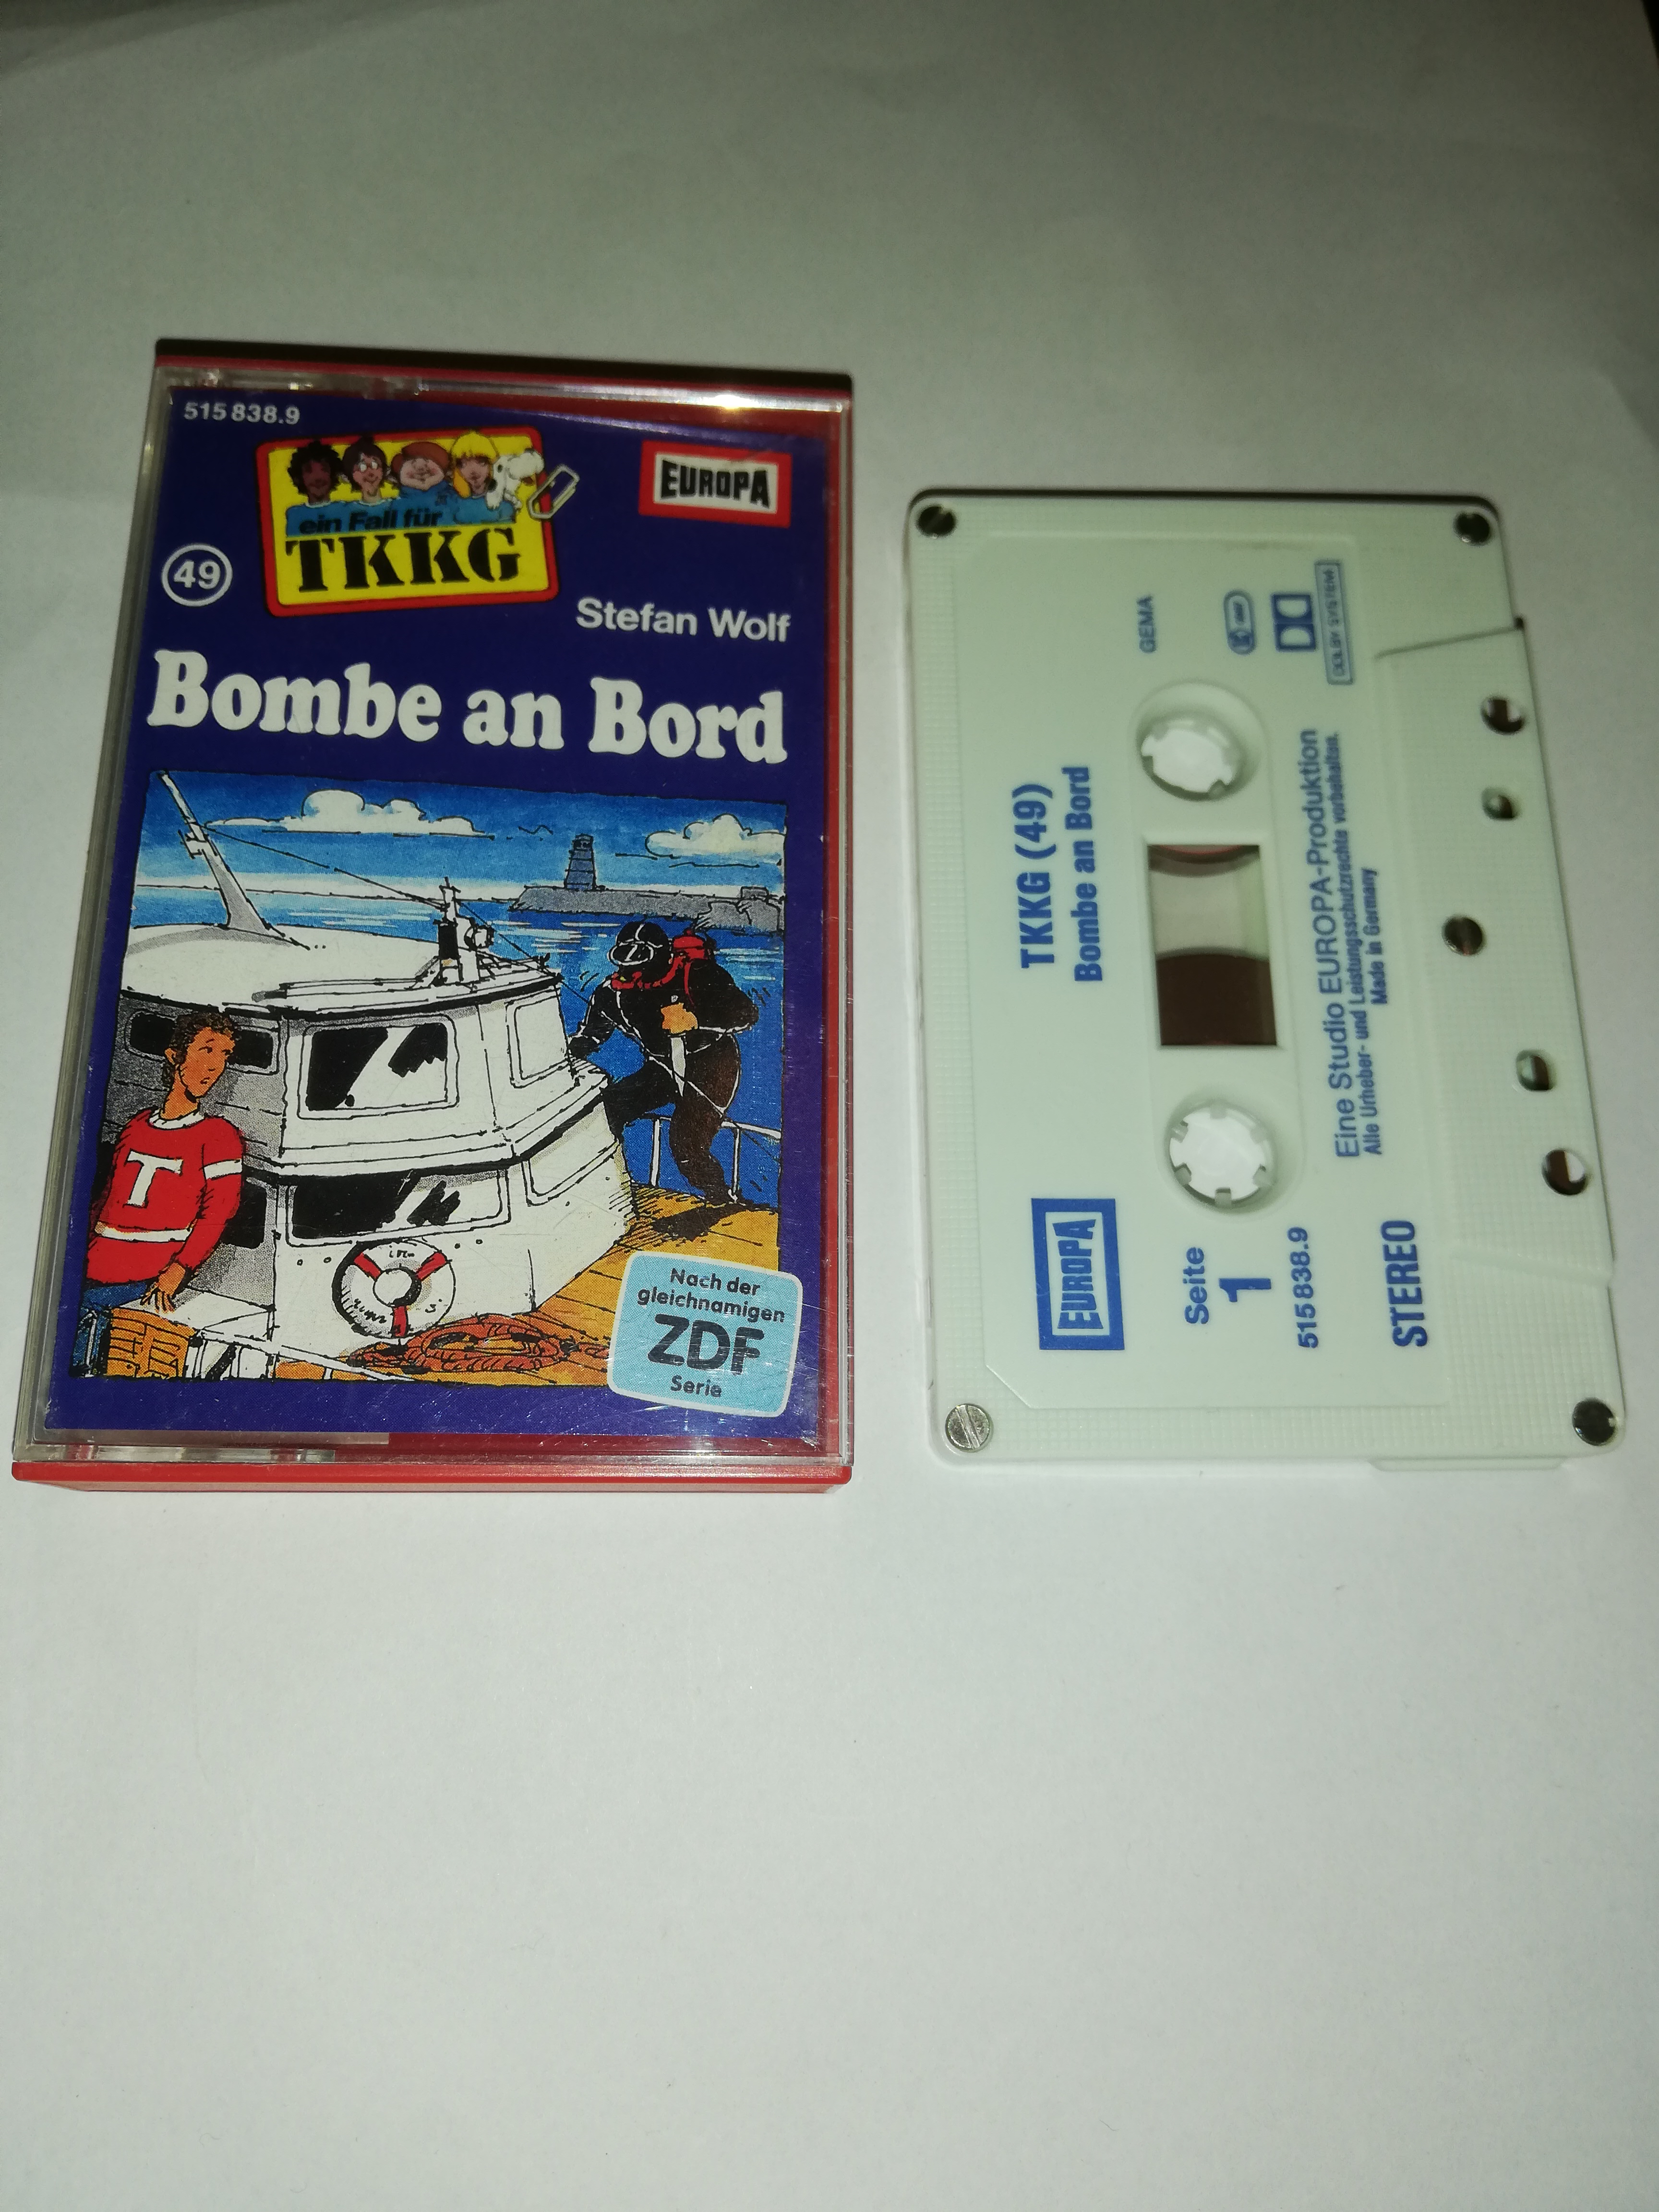 515 838.9
ein Fall für
TKKG
EUROPA
49
Stefan Wolf
Bombe an Bord
T
Nach der
gleichnamigen
ZDF
Serie
TKKG (49)
Bombe an Bord
GEMA
DOLBY SYSTEM
EUROPA
Seite
1
515 838.9
STEREO
Eine Studio EUROPA-Produktion
Alle Urheber- und Leistungsschutzrechte vorbehalten.
Made in Germany